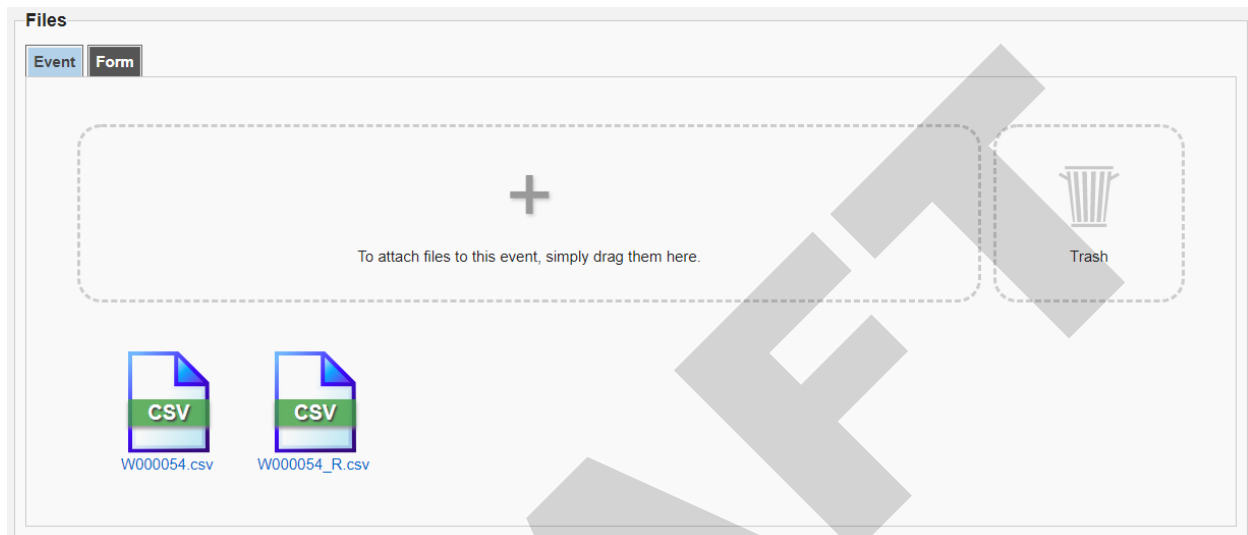 Files
Event Form
To attach files to this event, simply drag them here.
Trash
CSV CSV
W000054.csv W000054_R.csv